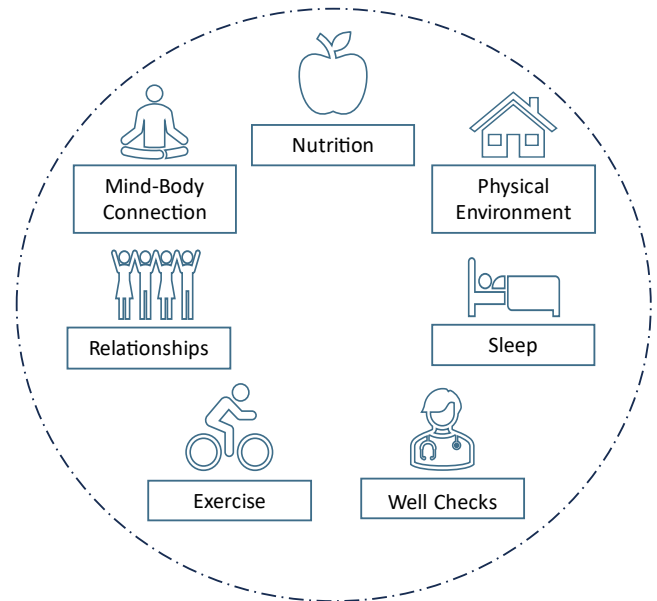 Nutrition
Mind-Body
Connection
Physical
Environment
Relationships
Sleep
Exercise
Well Checks